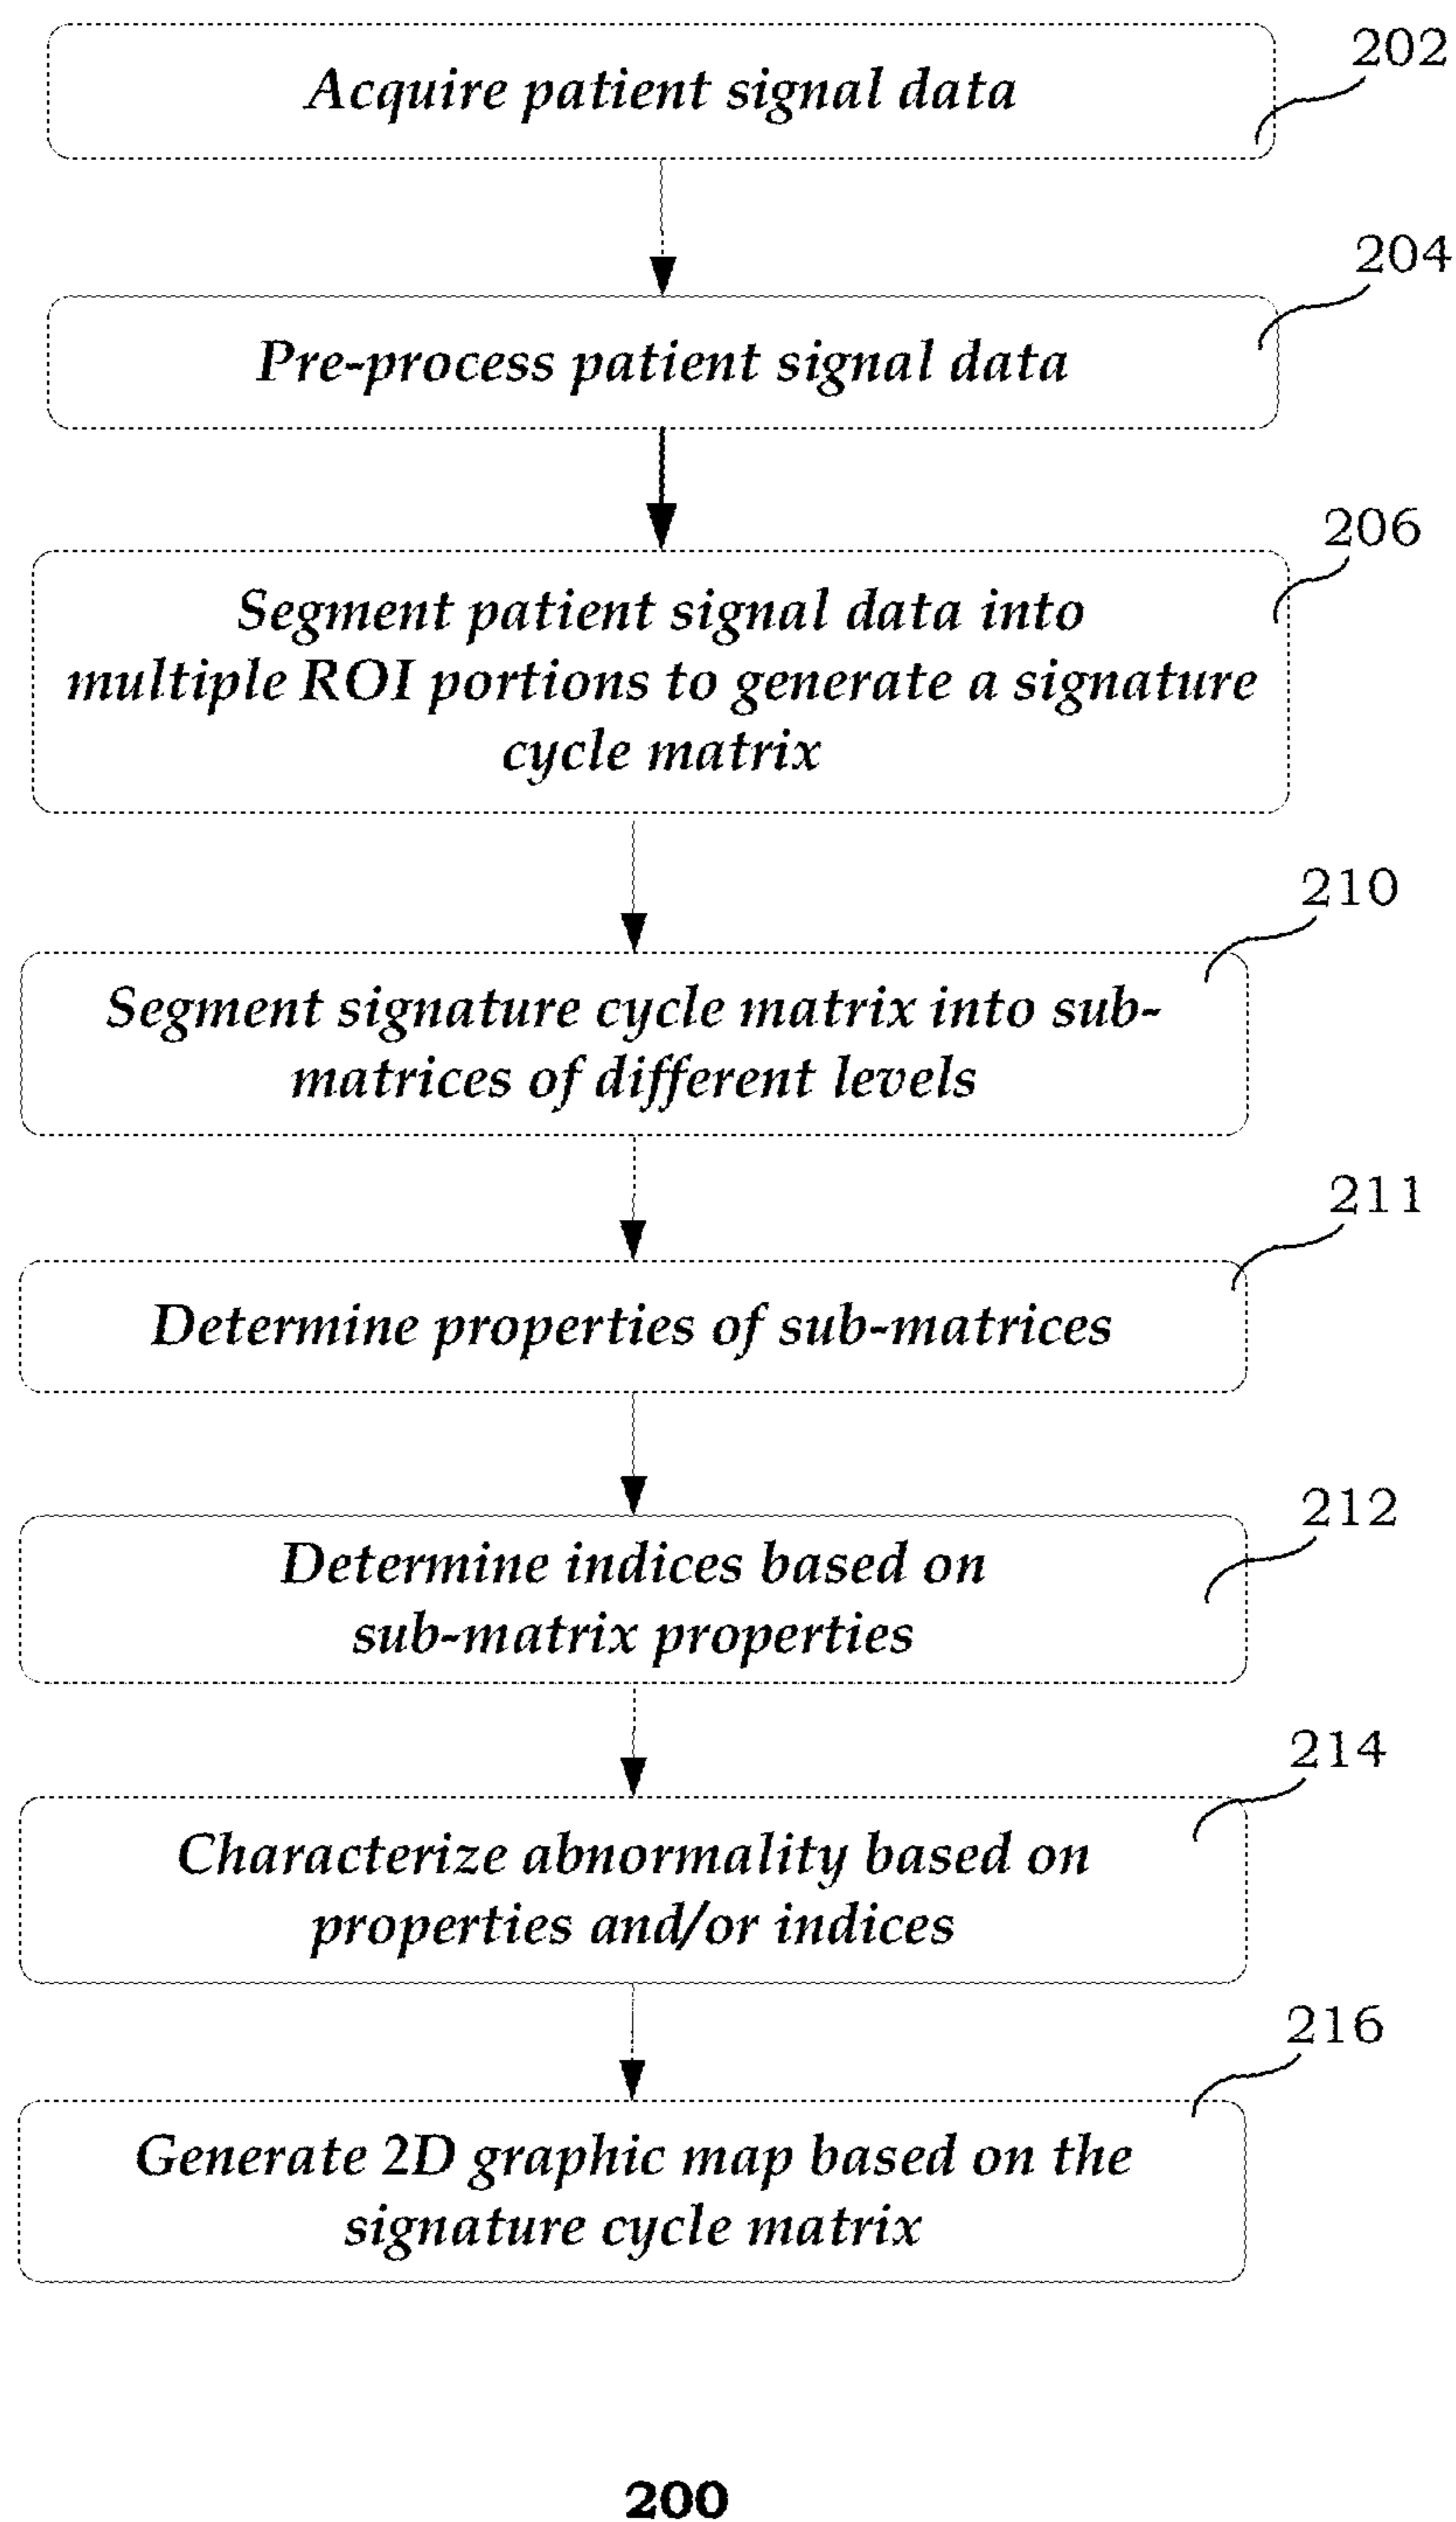 202
Acquire patient signal data
204
Pre-process patient signal data
206
Segment patient signal data into
multiple ROI portions to generate a signature
cycle matrix
210
Segment signature cycle matrix into sub-
matrices of different levels
211
Determine properties of sub-matrices
212
Determine indices based on
sub-matrix properties
214
Characterize abnormality based on
properties and/or indices
216
Generate 2D graphic map based on the
signature cycle matrix
200